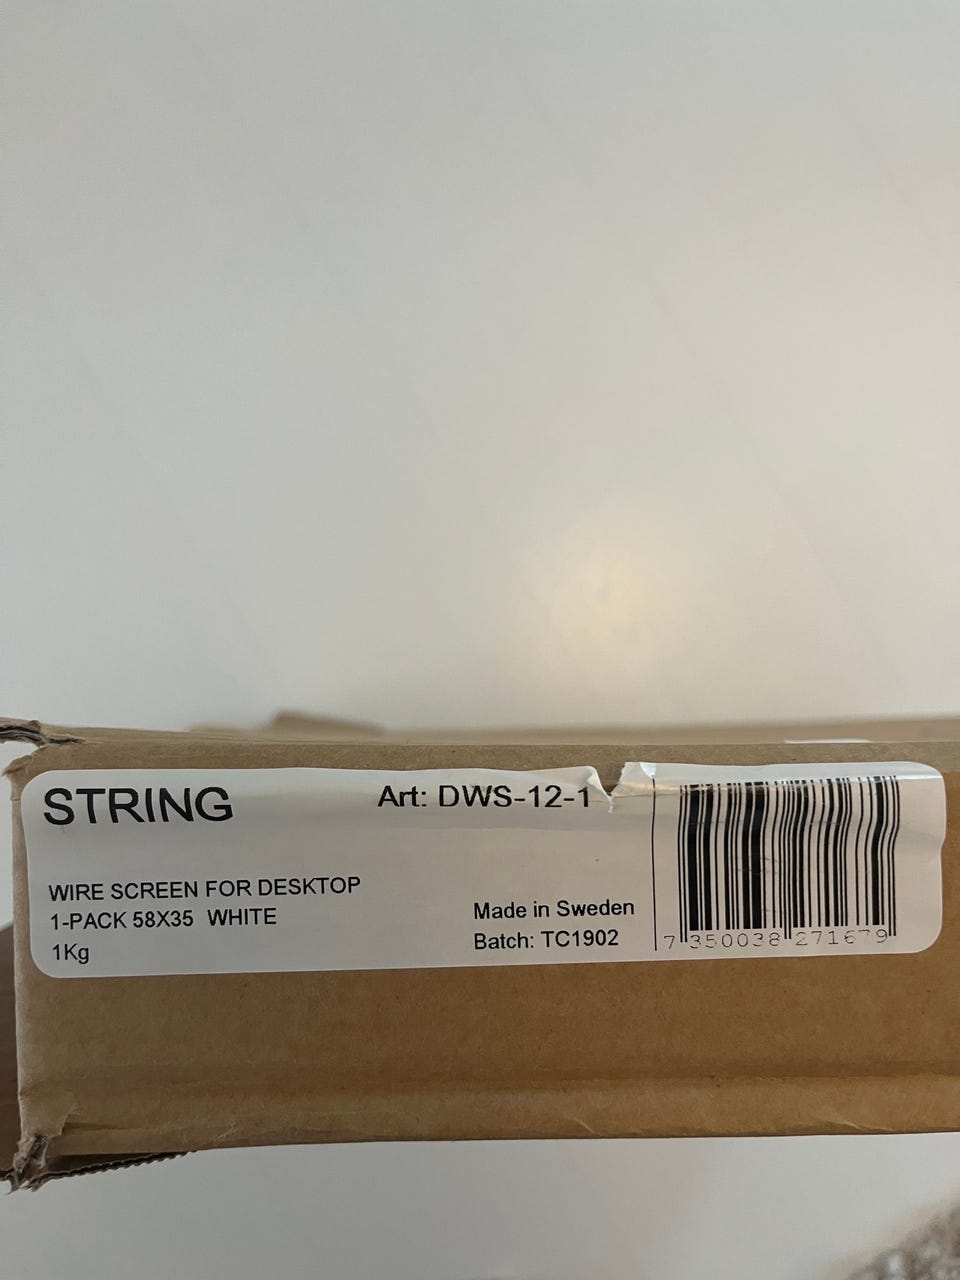 STRING
Art: DWS-12-1
WIRE SCREEN FOR DESKTOP
1-PACK 58X35 WHITE
1Kg
Made in Sweden
Batch: TC1902
7 350038 271679